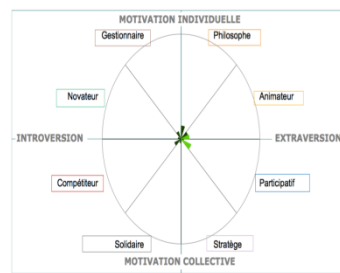 MOTIVATION INDIVIDUELLE
Gestionnaire
Philosophe
Novateur
Animateur
INTROVERSION
EXTRAVERSION
Compétiteur
Participatif
Solidaire
Stratège
MOTIVATION COLLECTIVE